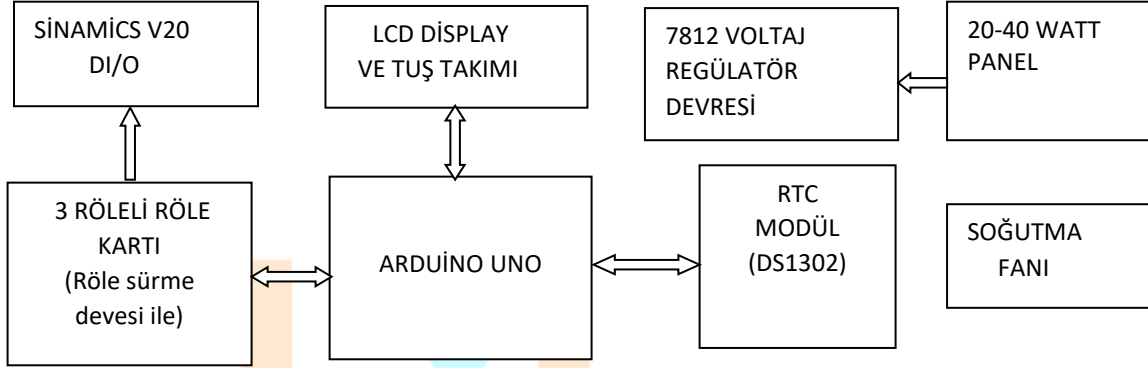 SİNAMİCS V20
DI/O
LCD DİSPLAY
VE TUŞ TAKIMI
7812 VOLTAJ
REGÜLATÖR
DEVRESİ
20-40 WATT
PANEL
3 RÖLELİ RÖLE
KARTI
(Röle sürme
devesi ile)
ARDUİNO UNO
RTC
MODÜL
(DS1302)
SOĞUTMA
FANI